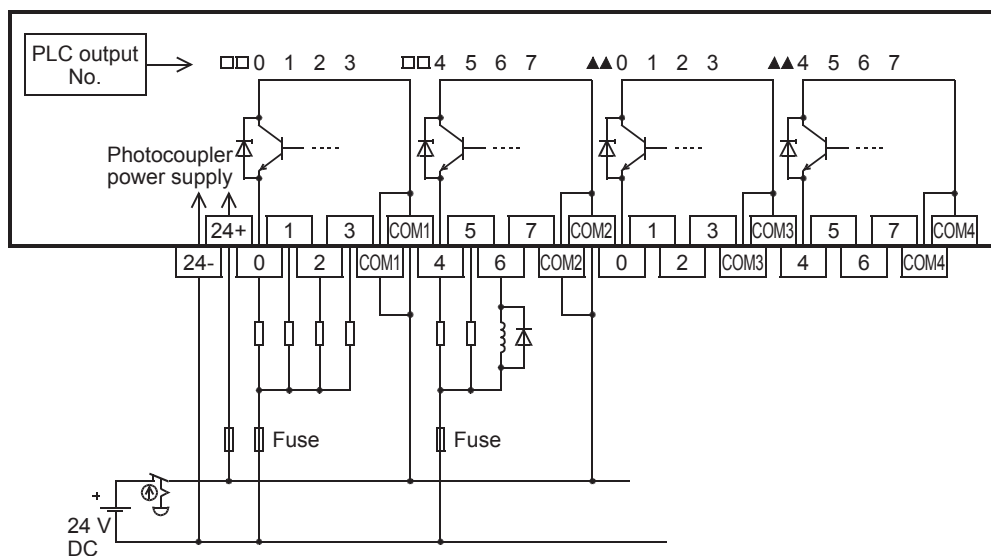 PLC output
No.
□□0 1 2 3 □□4 5 6 7 ▲▲0 1 2 3 ▲▲4 5 6 7
Photocoupler
power supply
24+ 1 3 COM1 5 7 COM2 1 3 COM3 5 7 COM4
24- 0 2 COM1 4 6 COM2 0 2 COM3 4 6 COM4
Fuse Fuse
+
24 V
DC